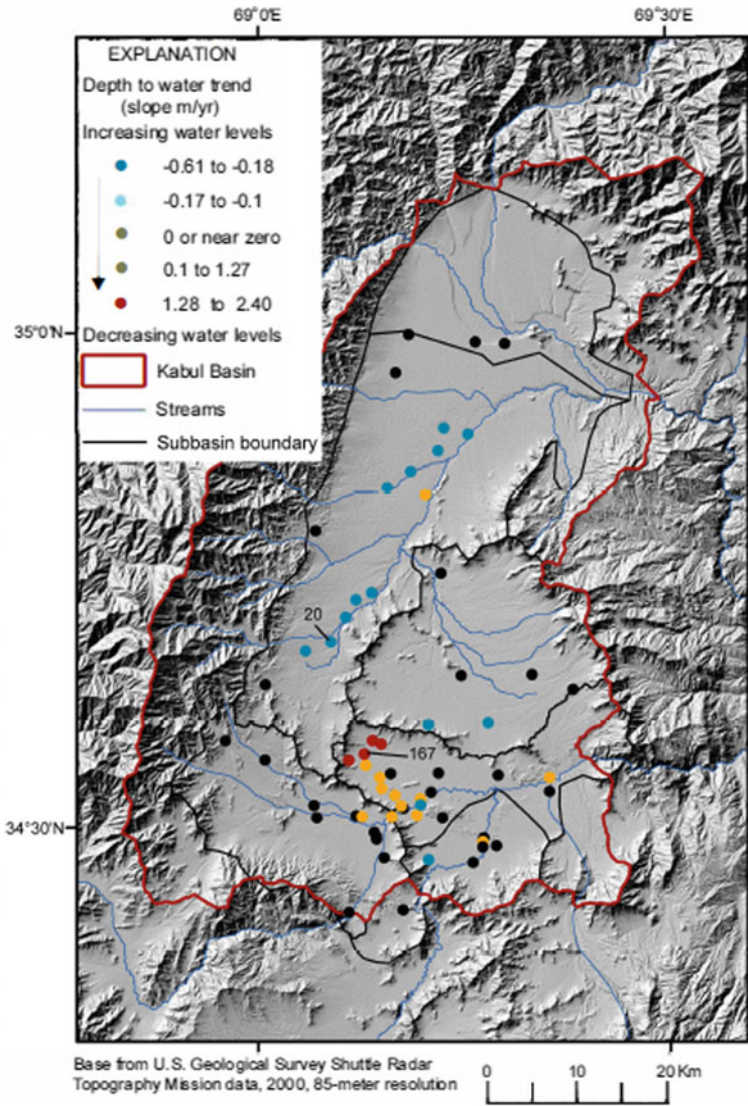 69°0'E
69°30'E
EXPLANATION
Depth to water trend
(slope m/yr)
Increasing water levels
-0.61 to -0.18
-0.17 to -0.1
0 or near zero
0.1 to 1.27
1.28 to 2.40
Decreasing water levels
Kabul Basin
Streams
Subbasin boundary
35°0'N
20
167
34°30'N
Base from U.S. Geological Survey Shuttle Radar
Topography Mission data, 2000, 85-meter resolution
0 10 20 Km